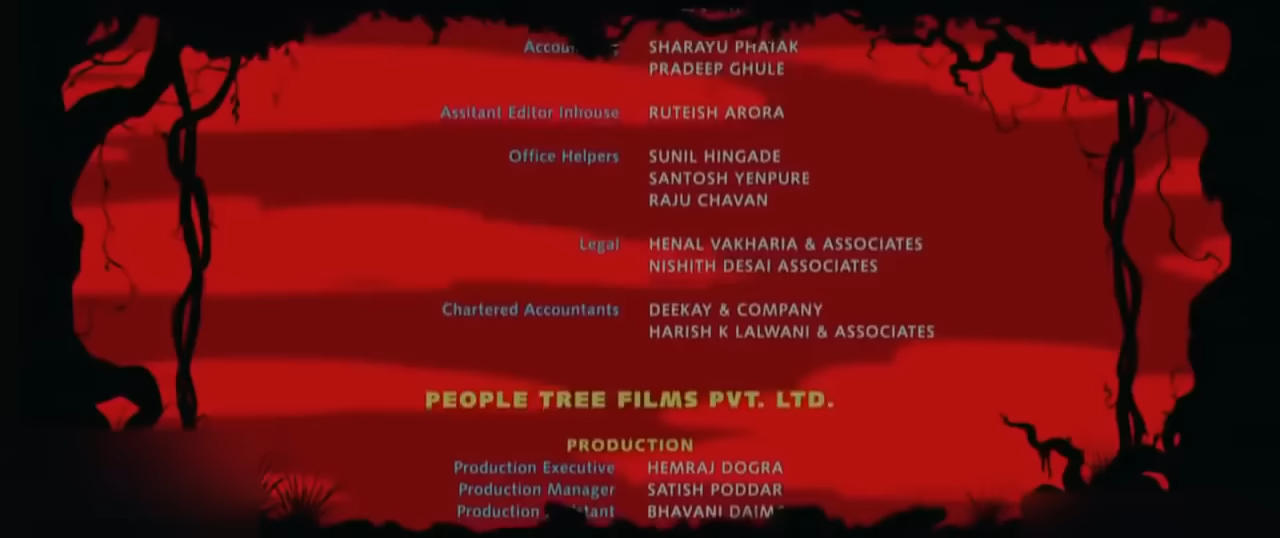 SHARAYU PHATAK
PRADEEP GHULE
Assitant Editor Inhouse RUTEISH ARORA
Office Helpers SUNIL HINGADE
SANTOSH YENPURE
RAJU CHAVAN
Legal HENAL VAKHARIA & ASSOCIATES
NISHITH DESAI ASSOCIATES
Chartered Accountants DEEKAY & COMPANY
HARISH K LALWANI & ASSOCIATES
PEOPLE TREE FILMS PVT. LTD.
PRODUCTION
Production Executive HEMRAJ DOGRA
Production Manager SATISH PODDAR
Production BHAVANI